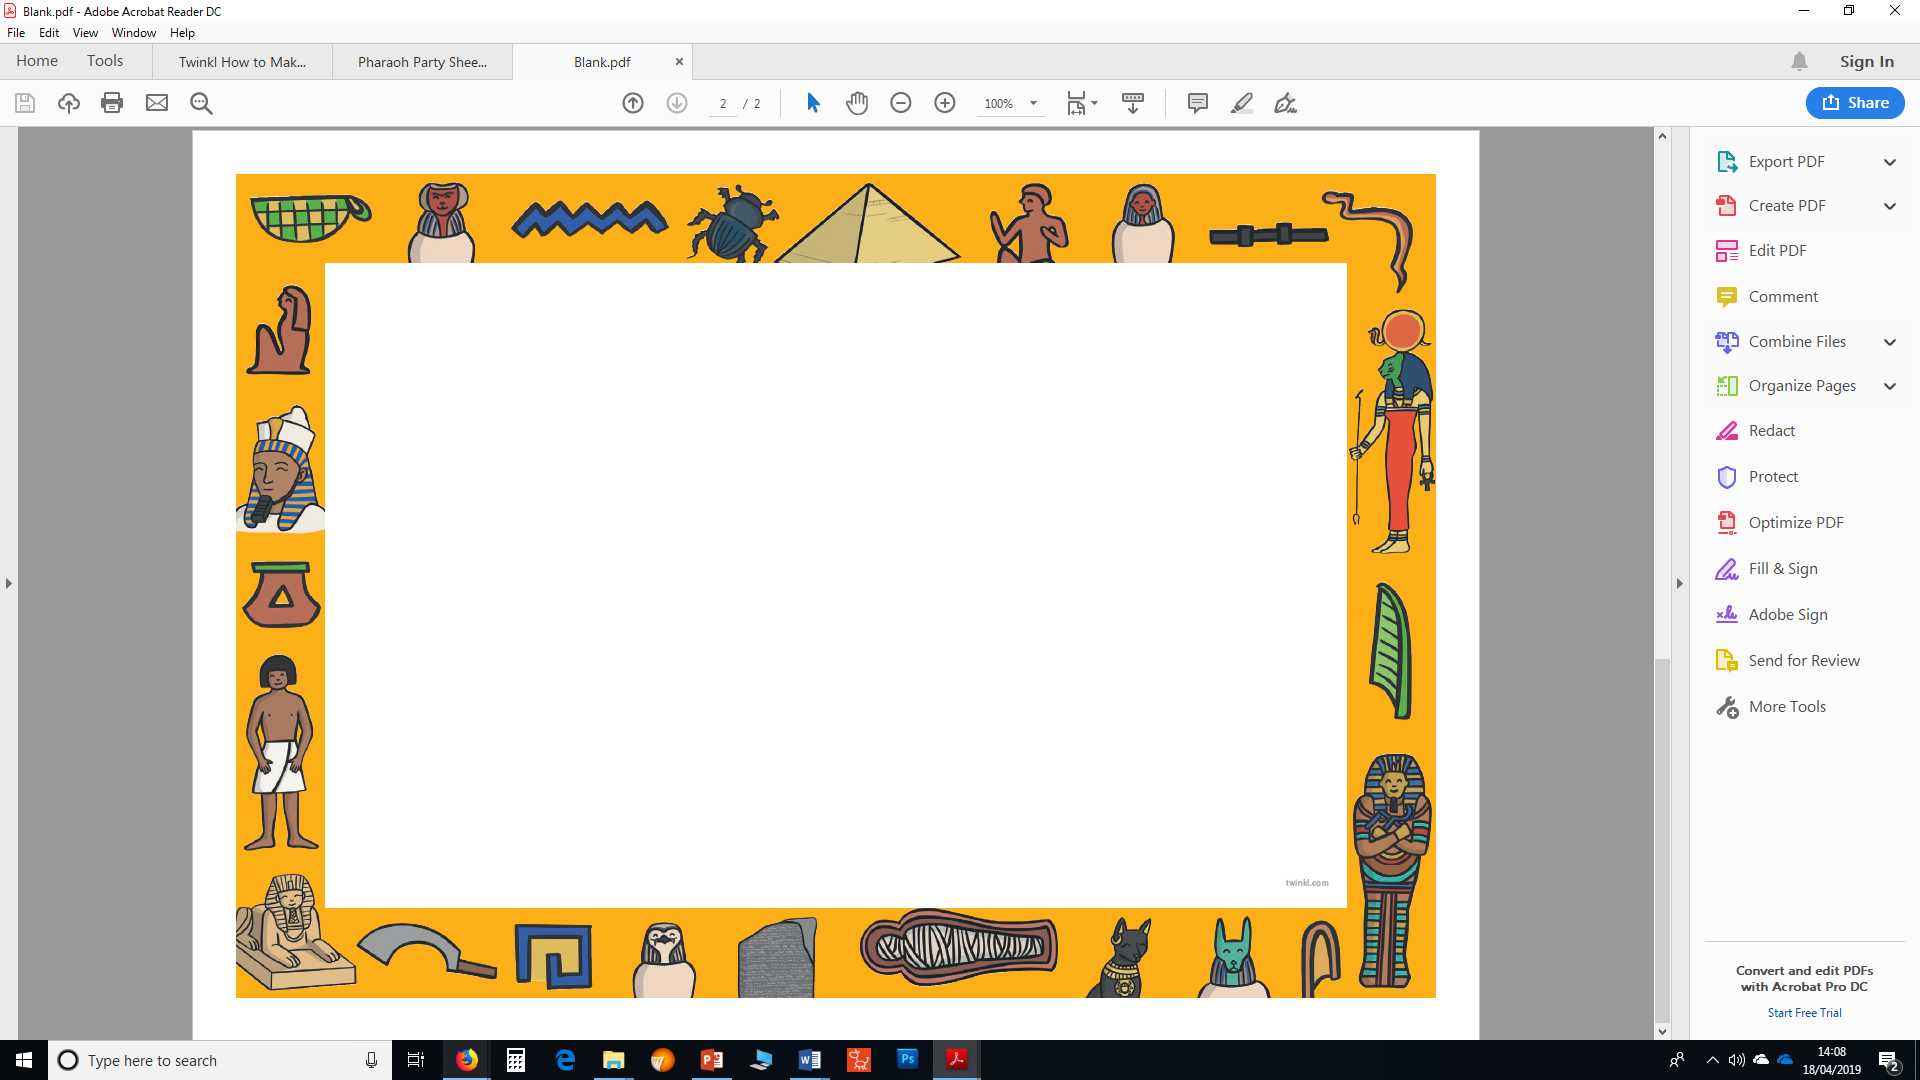 Blank.pdf - Adobe Acrobat Reader DC
File Edit View Window Help
Home Tools Twinkl How to Mak... Pharaoh Party Shee... Blank.pdf Sign In
2 / 2 100% Share
Export PDF
Create PDF
Edit PDF
Comment
Combine Files
Organize Pages
Redact
Protect
Optimize PDF
Fill & Sign
Adobe Sign
Send for Review
More Tools
twinkl.com
Convert and edit PDFs
with Acrobat Pro DC
Start Free Trial
Type here to search
Ps
14:08
18/04/2019
2